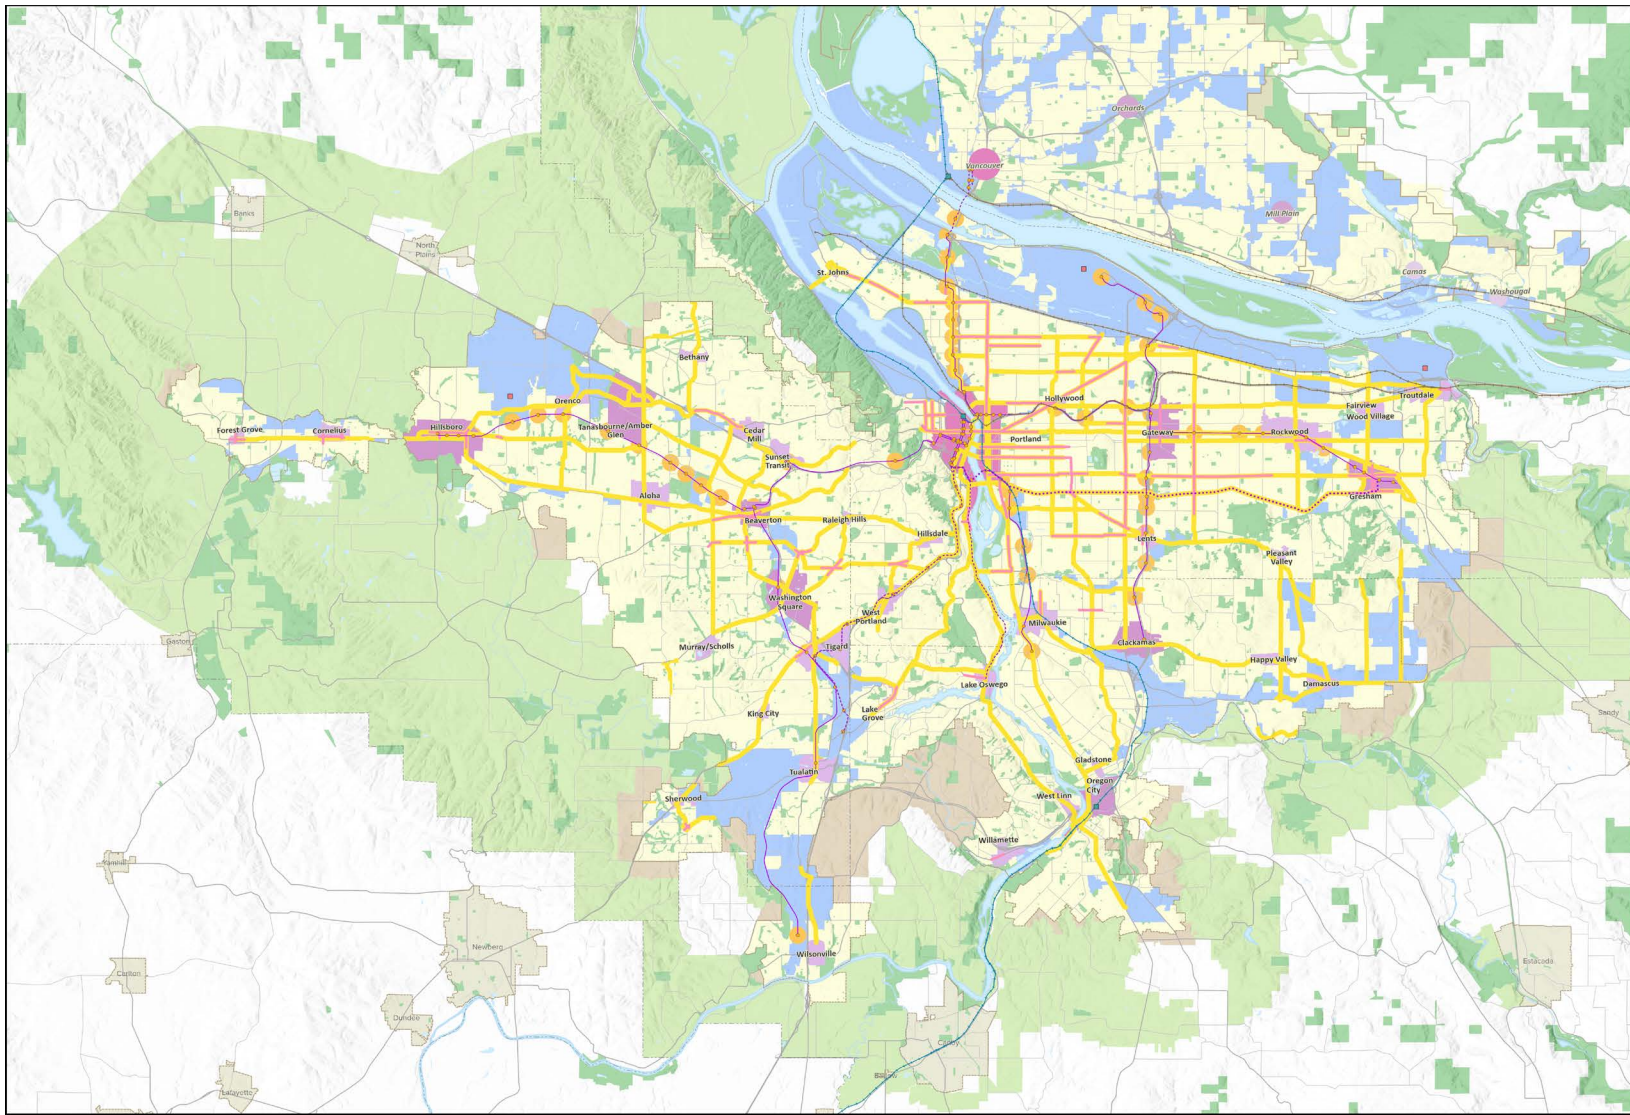 Orchards
Vancouver
Banks
Mill Plain
North
Plains
St. Johns
Camas
Washougal
Bethany
Troutdale
Orenco
Hollywood
Fairview
Wood Village
Forest Grove
Cornelius
Hillsboro
Tanasbourne/Amber
Glen
Cedar
Mill
Portland
Gateway
Rockwood
Sunset
Transit
Aloha
Gresham
Beaverton
Raleigh Hills
Hillsdale
Lents
Pleasant
Valley
Washington
Square
West
Portland
Milwaukie
Gaston
Murray/Scholls
Tigard
Clackamas
Happy Valley
Lake Oswego
Damascus
King City
Lake
Grove
Sandy
Gladstone
Tualatin
Oregon
City
Sherwood
West Linn
Willamette
Yamhill
Newberg
Wilsonville
Carlton
Estacada
Dundee
Canby
Barlow
Lafayette